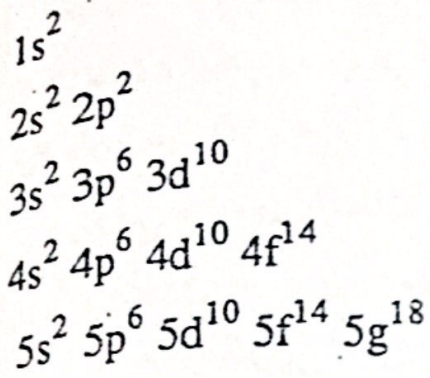 1s²
2s² 2p²
3s² 3p⁶ 3d¹⁰
4s² 4p⁶ 4d¹⁰ 4f¹⁴
5s² 5p⁶ 5d¹⁰ 5f¹⁴ 5g¹⁸